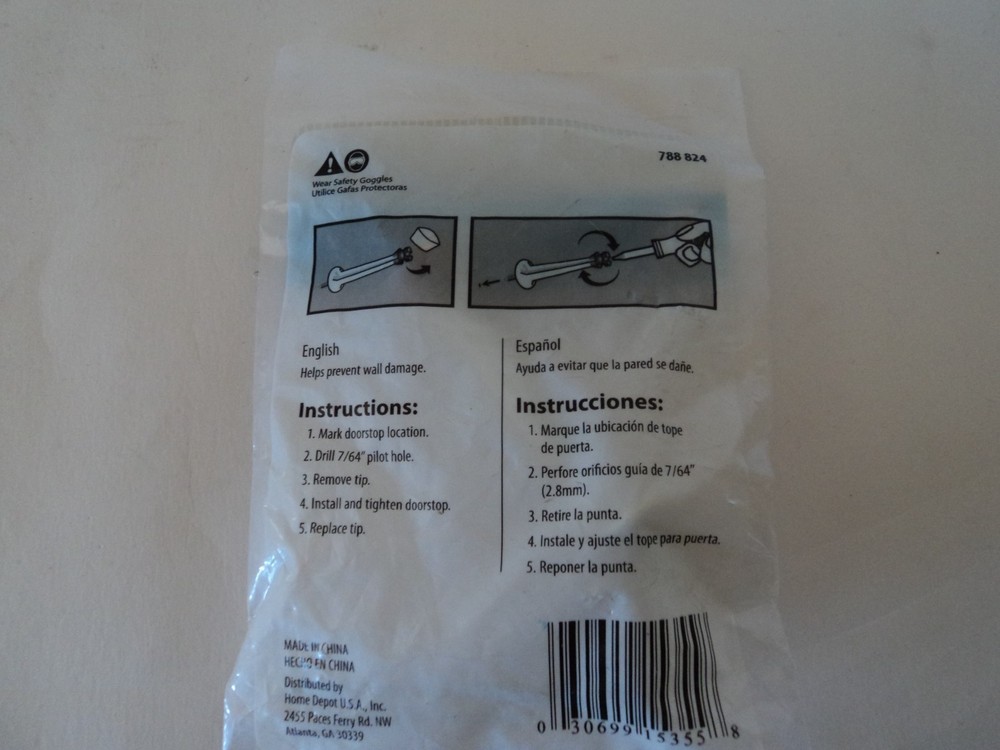 788 824
Wear Safety Goggles
Utilice Gafas Protectoras
English
Helps prevent wall damage.
Instructions:
1. Mark doorstop location.
2. Drill 7/64" pilot hole.
3. Remove tip.
4. Install and tighten doorstop.
5. Replace tip.
Español
Ayuda a evitar que la pared se dañe.
Instrucciones:
1. Marque la ubicación de tope
de puerta.
2. Perfore orificios guía de 7/64"
(2.8mm).
3. Retire la punta.
4. Instale y ajuste el tope para puerta.
5. Reponer la punta.
MADE IN CHINA
HECHO EN CHINA
Distributed by
Home Depot U.S.A., Inc.
2455 Paces Ferry Rd. NW
Atlanta, GA 30339
0 30699 15355 8